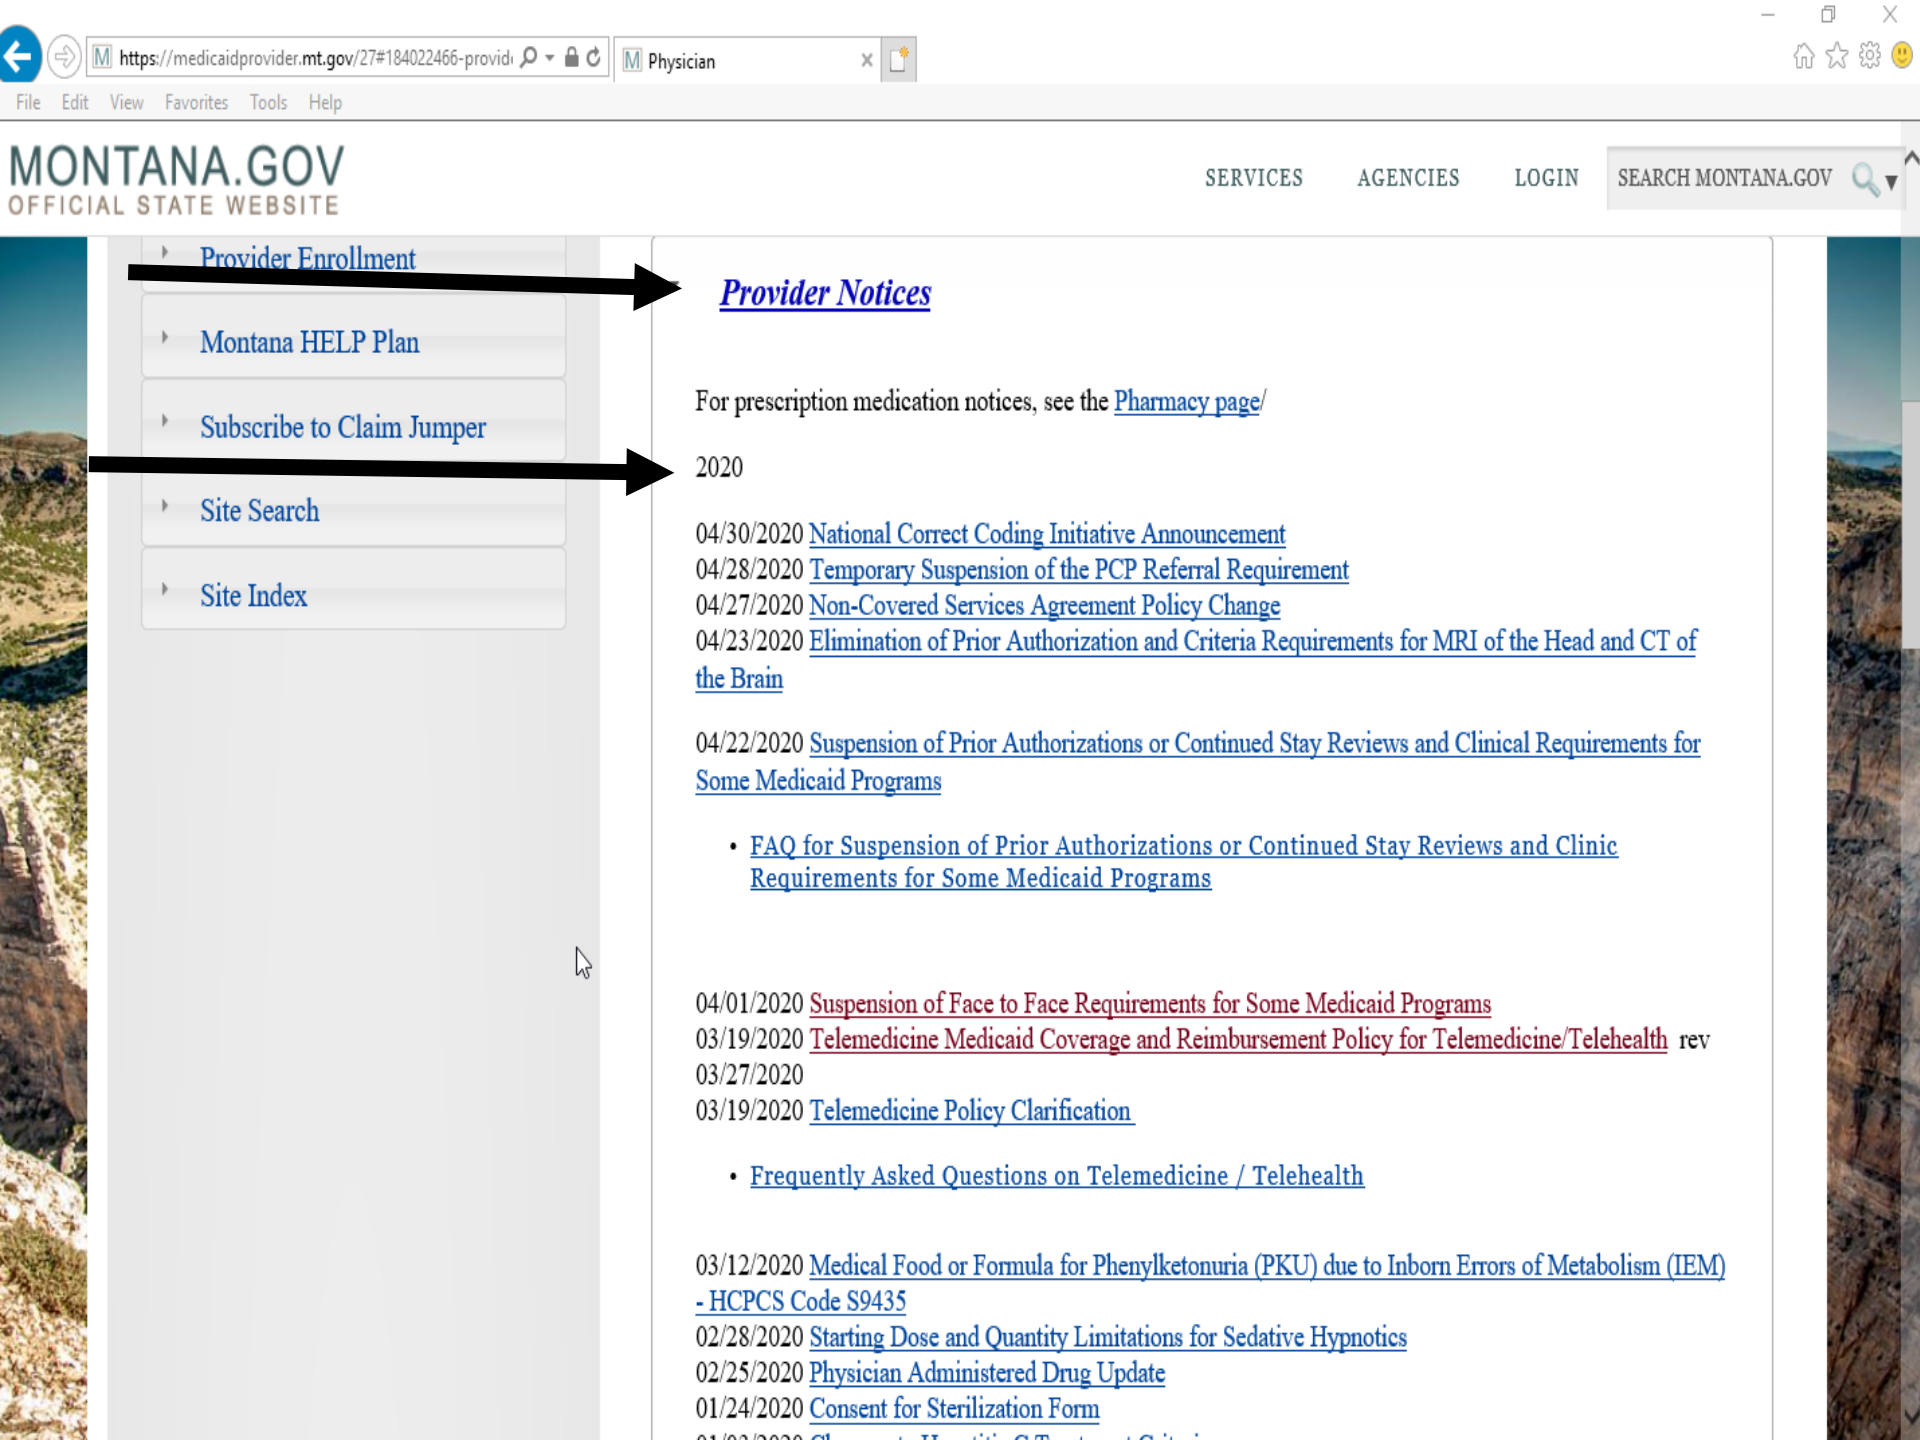 https://medicaidprovider.mt.gov/27#184022466-provid
Physician
File Edit View Favorites Tools Help
MONTANA.GOV
OFFICIAL STATE WEBSITE
SERVICES AGENCIES LOGIN SEARCH MONTANA.GOV
Provider Enrollment
Montana HELP Plan
Subscribe to Claim Jumper
Site Search
Site Index
Provider Notices
For prescription medication notices, see the Pharmacy page/
2020
04/30/2020 National Correct Coding Initiative Announcement
04/28/2020 Temporary Suspension of the PCP Referral Requirement
04/27/2020 Non-Covered Services Agreement Policy Change
04/23/2020 Elimination of Prior Authorization and Criteria Requirements for MRI of the Head and CT of
the Brain
04/22/2020 Suspension of Prior Authorizations or Continued Stay Reviews and Clinical Requirements for
Some Medicaid Programs
• FAQ for Suspension of Prior Authorizations or Continued Stay Reviews and Clinic
Requirements for Some Medicaid Programs
04/01/2020 Suspension of Face to Face Requirements for Some Medicaid Programs
03/19/2020 Telemedicine Medicaid Coverage and Reimbursement Policy for Telemedicine/Telehealth rev
03/27/2020
03/19/2020 Telemedicine Policy Clarification
• Frequently Asked Questions on Telemedicine / Telehealth
03/12/2020 Medical Food or Formula for Phenylketonuria (PKU) due to Inborn Errors of Metabolism (IEM)
- HCPCS Code S9435
02/28/2020 Starting Dose and Quantity Limitations for Sedative Hypnotics
02/25/2020 Physician Administered Drug Update
01/24/2020 Consent for Sterilization Form